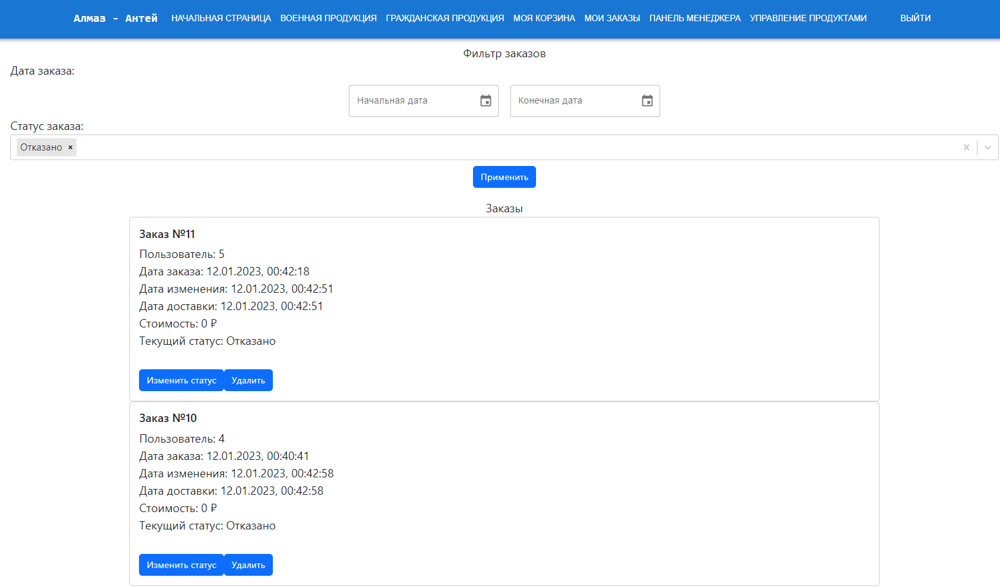 Алмаз - Антей НАЧАЛЬНАЯ СТРАНИЦА ВОЕННАЯ ПРОДУКЦИЯ ГРАЖДАНСКАЯ ПРОДУКЦИЯ МОЯ КОРЗИНА МОИ ЗАКАЗЫ ПАНЕЛЬ МЕНЕДЖЕРА УПРАВЛЕНИЕ ПРОДУКТАМИ ВЫЙТИ
Фильтр заказов
Дата заказа:
Начальная дата Конечная дата
Статус заказа:
Отказано ×
Применить
Заказы
Заказ №11
Пользователь: 5
Дата заказа: 12.01.2023, 00:42:18
Дата изменения: 12.01.2023, 00:42:51
Дата доставки: 12.01.2023, 00:42:51
Стоимость: 0 ₽
Текущий статус: Отказано
Изменить статус Удалить
Заказ №10
Пользователь: 4
Дата заказа: 12.01.2023, 00:40:41
Дата изменения: 12.01.2023, 00:42:58
Дата доставки: 12.01.2023, 00:42:58
Стоимость: 0 ₽
Текущий статус: Отказано
Изменить статус Удалить